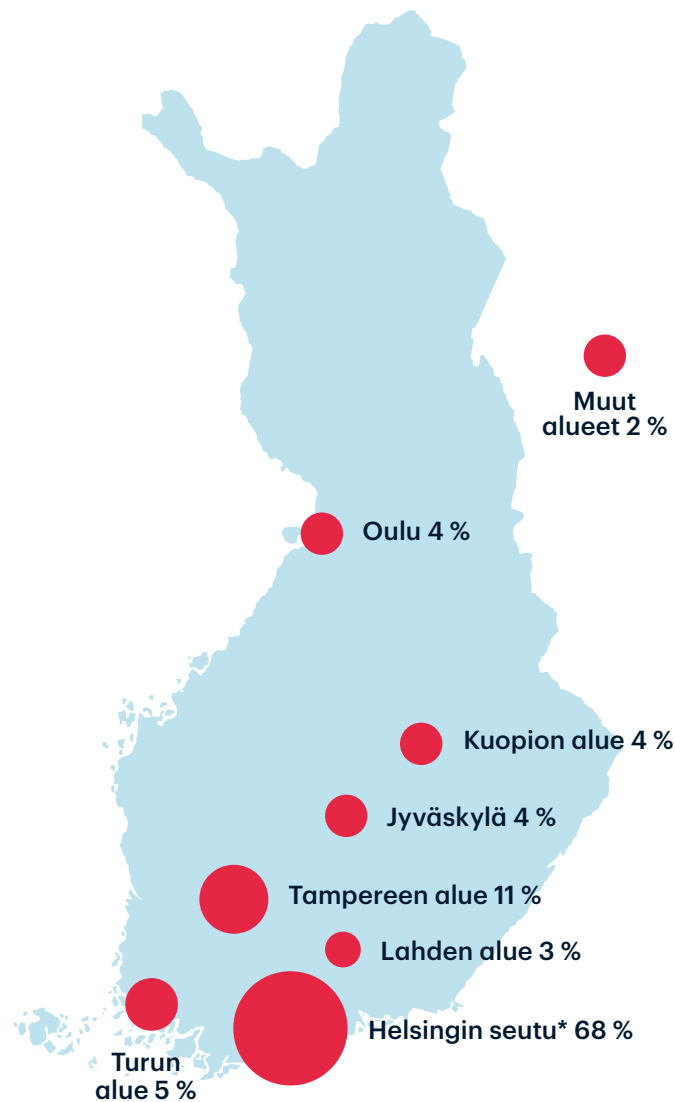 Muut
alueet 2 %
Oulu 4 %
Kuopion alue 4 %
Jyväskylä 4 %
Tampereen alue 11 %
Lahden alue 3 %
Helsingin seutu* 68 %
Turun
alue 5 %